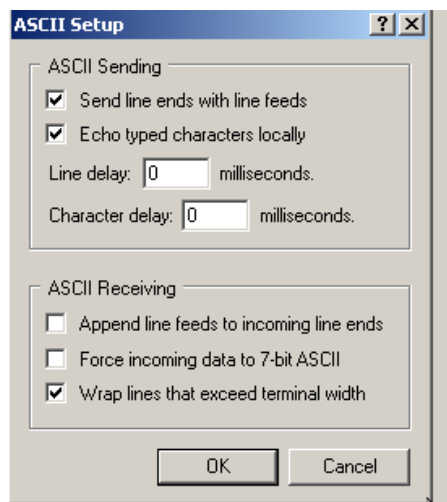 ASCII Setup
ASCII Sending
Send line ends with line feeds
Echo typed characters locally
Line delay: 0 milliseconds.
Character delay: 0 milliseconds.
ASCII Receiving
Append line feeds to incoming line ends
Force incoming data to 7-bit ASCII
Wrap lines that exceed terminal width
OK Cancel